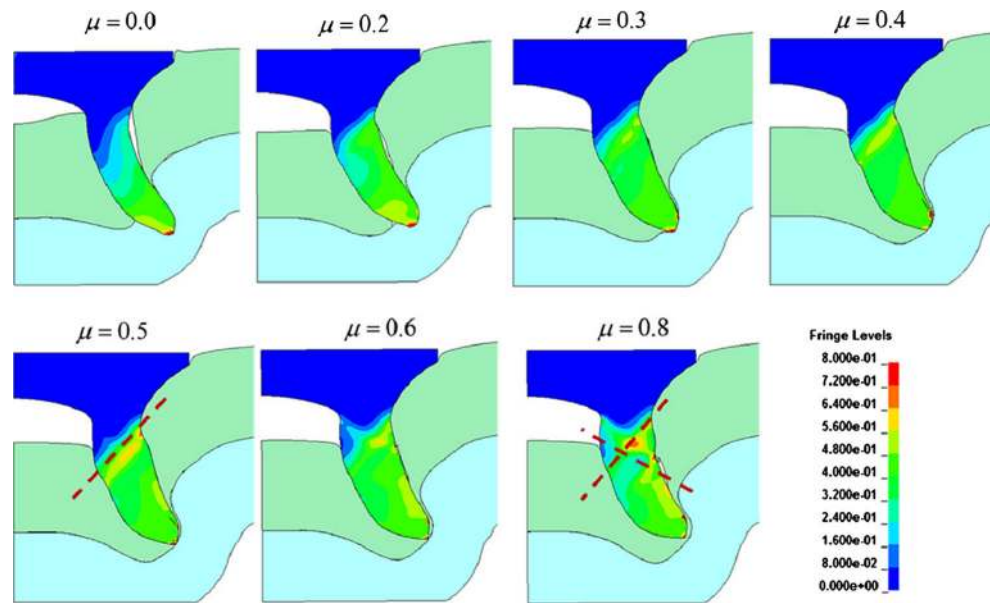 μ = 0.0
μ = 0.2
μ = 0.3
μ = 0.4
μ = 0.5
μ = 0.6
μ = 0.8
Fringe Levels
8.000e-01
7.200e-01
6.400e-01
5.600e-01
4.800e-01
4.000e-01
3.200e-01
2.400e-01
1.600e-01
8.000e-02
0.000e+00